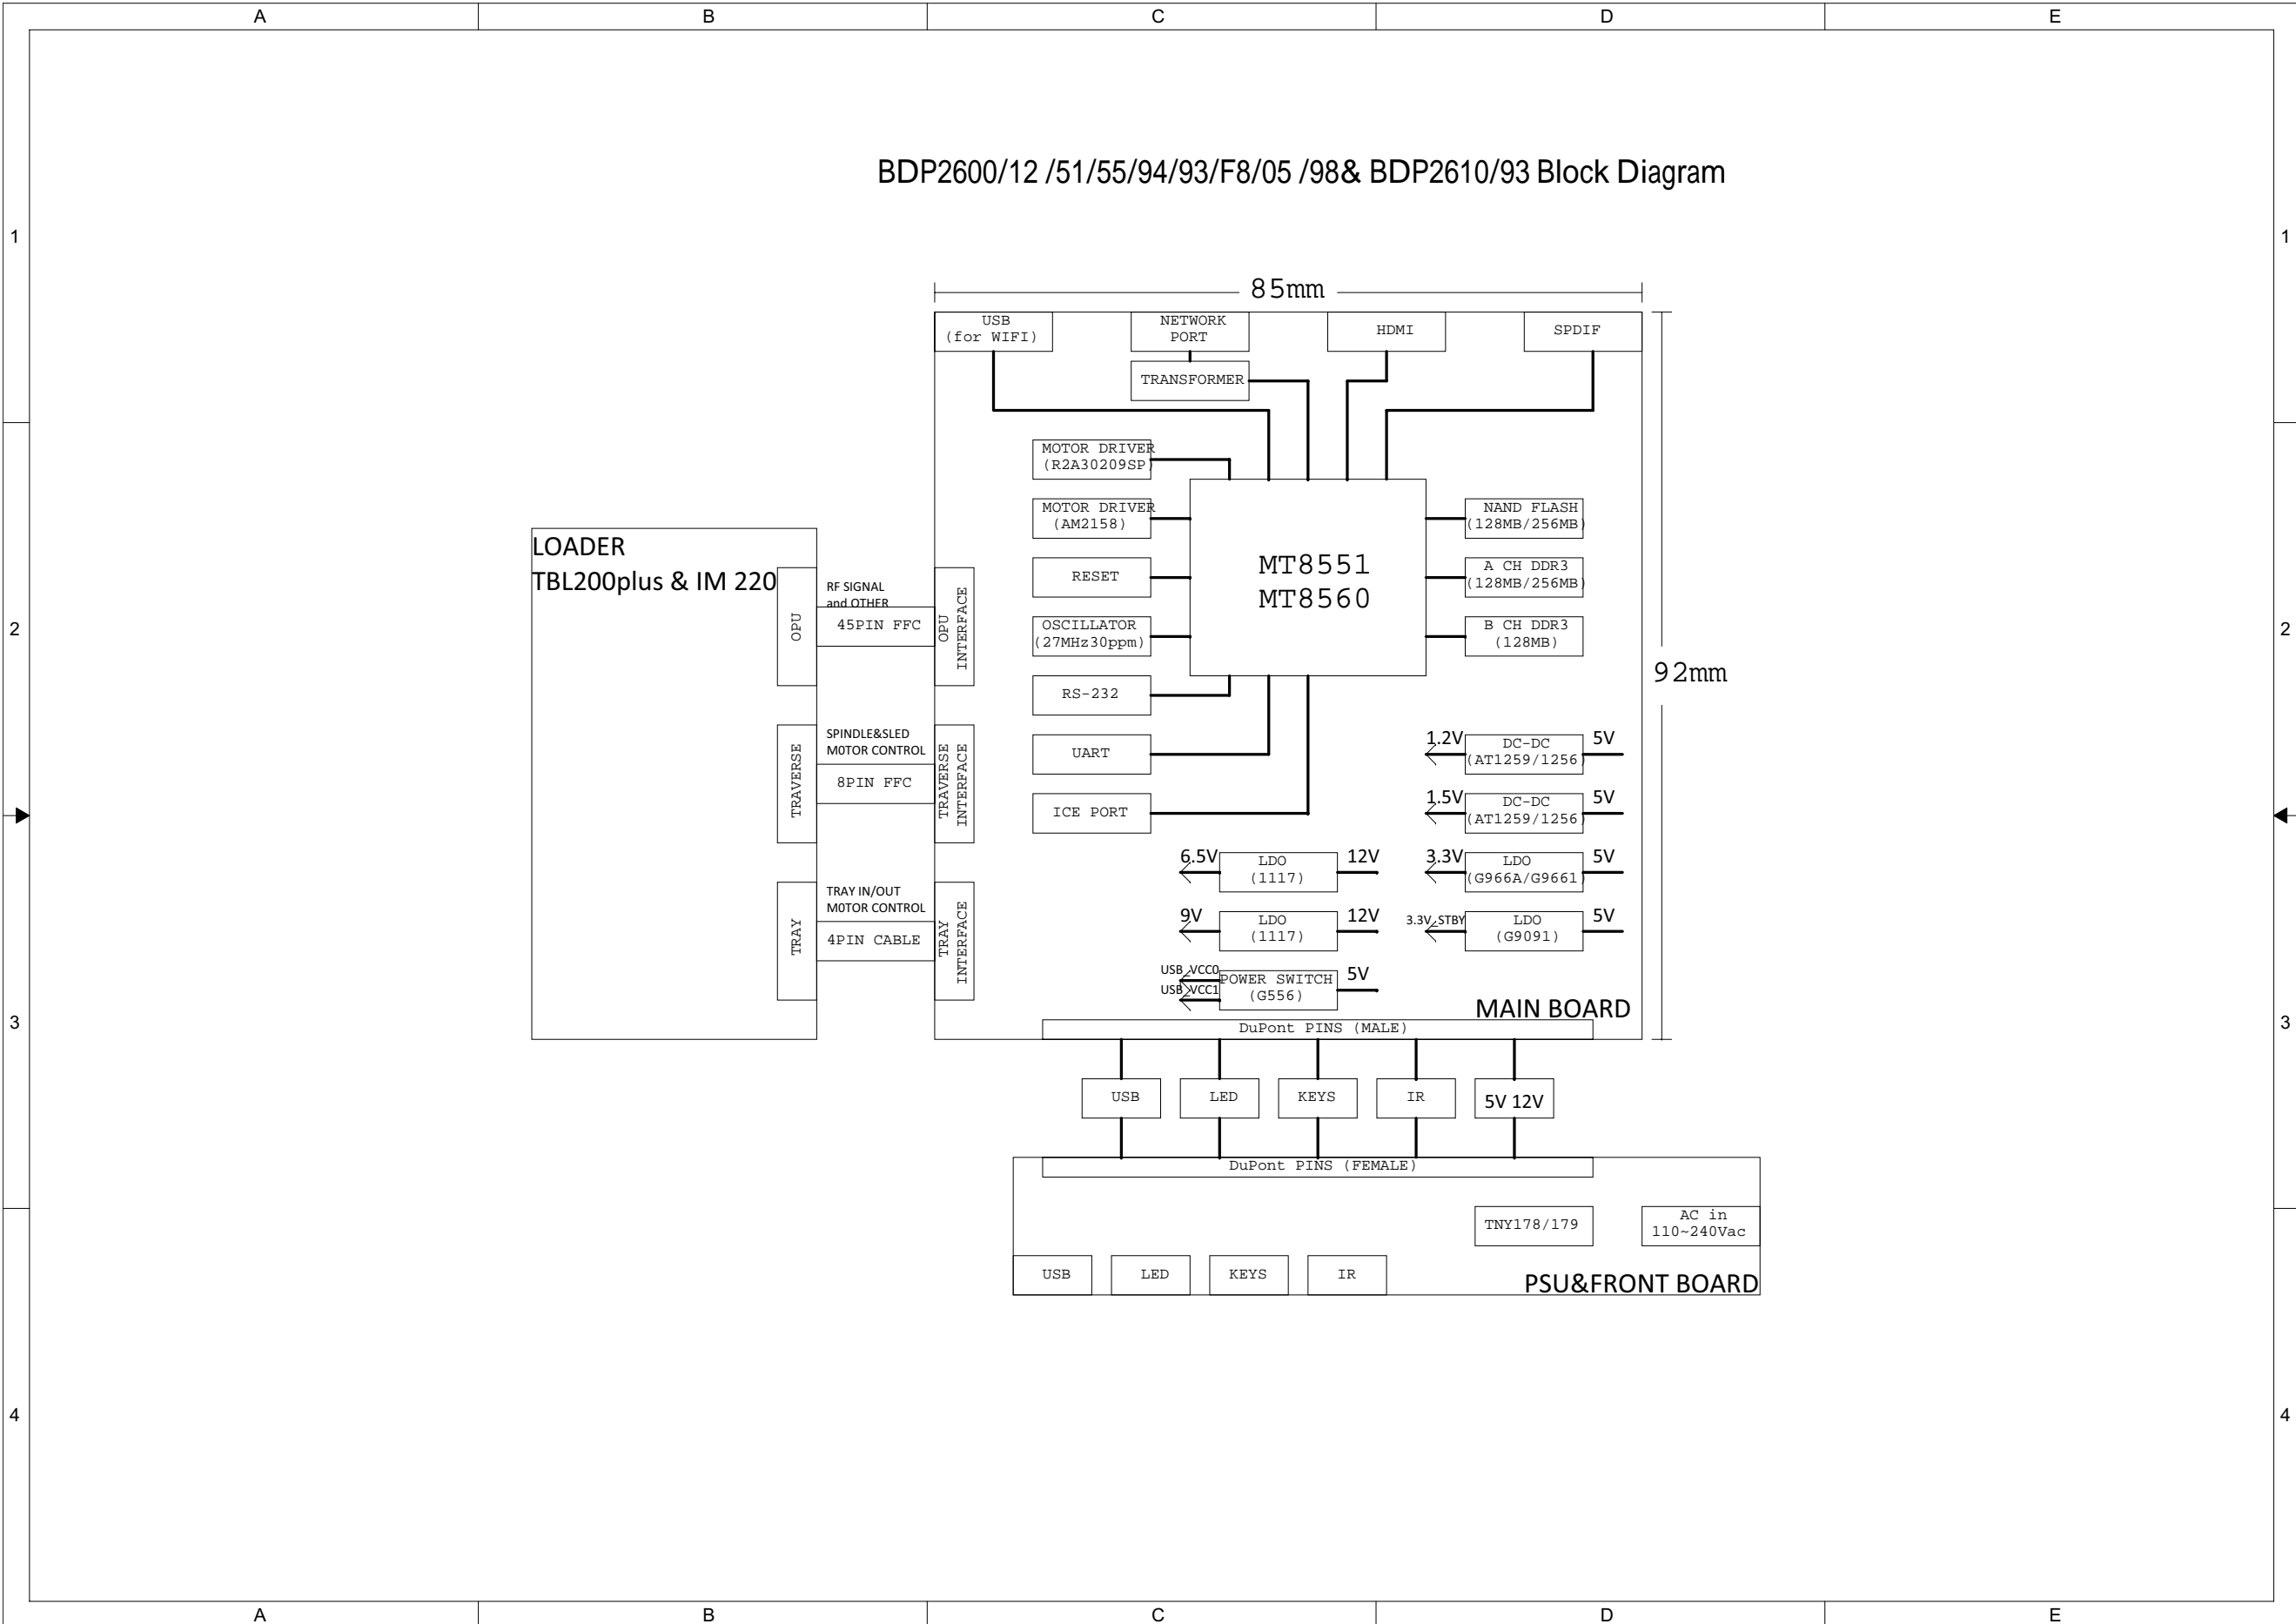 A B C D E
BDP2600/12 /51/55/94/93/F8/05 /98& BDP2610/93 Block Diagram
1 1
85mm
USB
(for WIFI)
NETWORK
PORT
HDMI
SPDIF
TRANSFORMER
MOTOR DRIVER
(R2A30209SP)
MOTOR DRIVER
(AM2158)
RESET
OSCILLATOR
(27MHz30ppm)
RS-232
UART
ICE PORT
MT8551
MT8560
NAND FLASH
(128MB/256MB)
A CH DDR3
(128MB/256MB)
B CH DDR3
(128MB)
92mm
2 2
LOADER
TBL200plus & IM 220
OPU
RF SIGNAL
and OTHER
45PIN FFC
OPU
INTERFACE
TRAVERSE
SPINDLE&SLED
M0TOR CONTROL
8PIN FFC
TRAVERSE
INTERFACE
TRAY
TRAY IN/OUT
M0TOR CONTROL
4PIN CABLE
TRAY
INTERFACE
1.2V
DC-DC
(AT1259/1256)
5V
1.5V
DC-DC
(AT1259/1256)
5V
6.5V
LDO
(1117)
12V
3.3V
LDO
(G966A/G9661)
5V
9V
LDO
(1117)
12V
3.3V_STBY
LDO
(G9091)
5V
USB_VCC0
USB_VCC1
POWER SWITCH
(G556)
5V
MAIN BOARD
3 3
DuPont PINS (MALE)
USB
LED
KEYS
IR
5V 12V
DuPont PINS (FEMALE)
TNY178/179
AC in
110~240Vac
USB
LED
KEYS
IR
PSU&FRONT BOARD
4 4
A B C D E